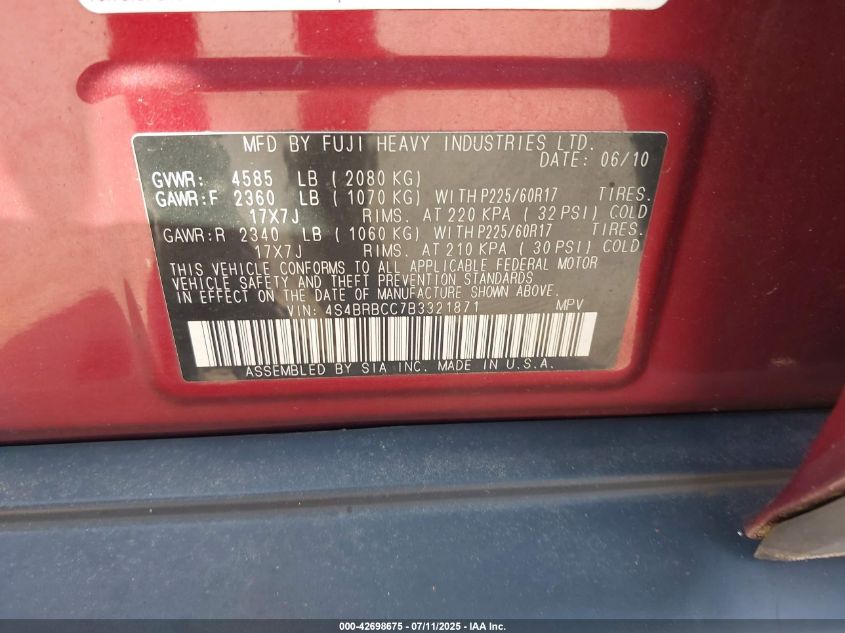 MFD BY FUJI HEAVY INDUSTRIES LTD.
DATE: 06/10
GVWR: 4585 LB ( 2080 KG)
GAWR:F 2360 LB ( 1070 KG) WITH P225/60R17 TIRES.
17X7J RIMS. AT 220 KPA ( 32 PSI) COLD
GAWR:R 2340 LB ( 1060 KG) WITH P225/60R17 TIRES.
17X7J RIMS. AT 210 KPA ( 30 PSI) COLD
THIS VEHICLE CONFORMS TO ALL APPLICABLE FEDERAL MOTOR
VEHICLE SAFETY AND THEFT PREVENTION STANDARDS
IN EFFECT ON THE DATE OF MANUFACTURE SHOWN ABOVE.
VIN: 4S4BRBCC7B3321871 MPV
ASSEMBLED BY SIA INC. MADE IN U.S.A.
000-42698675 - 07/11/2025 - IAA Inc.